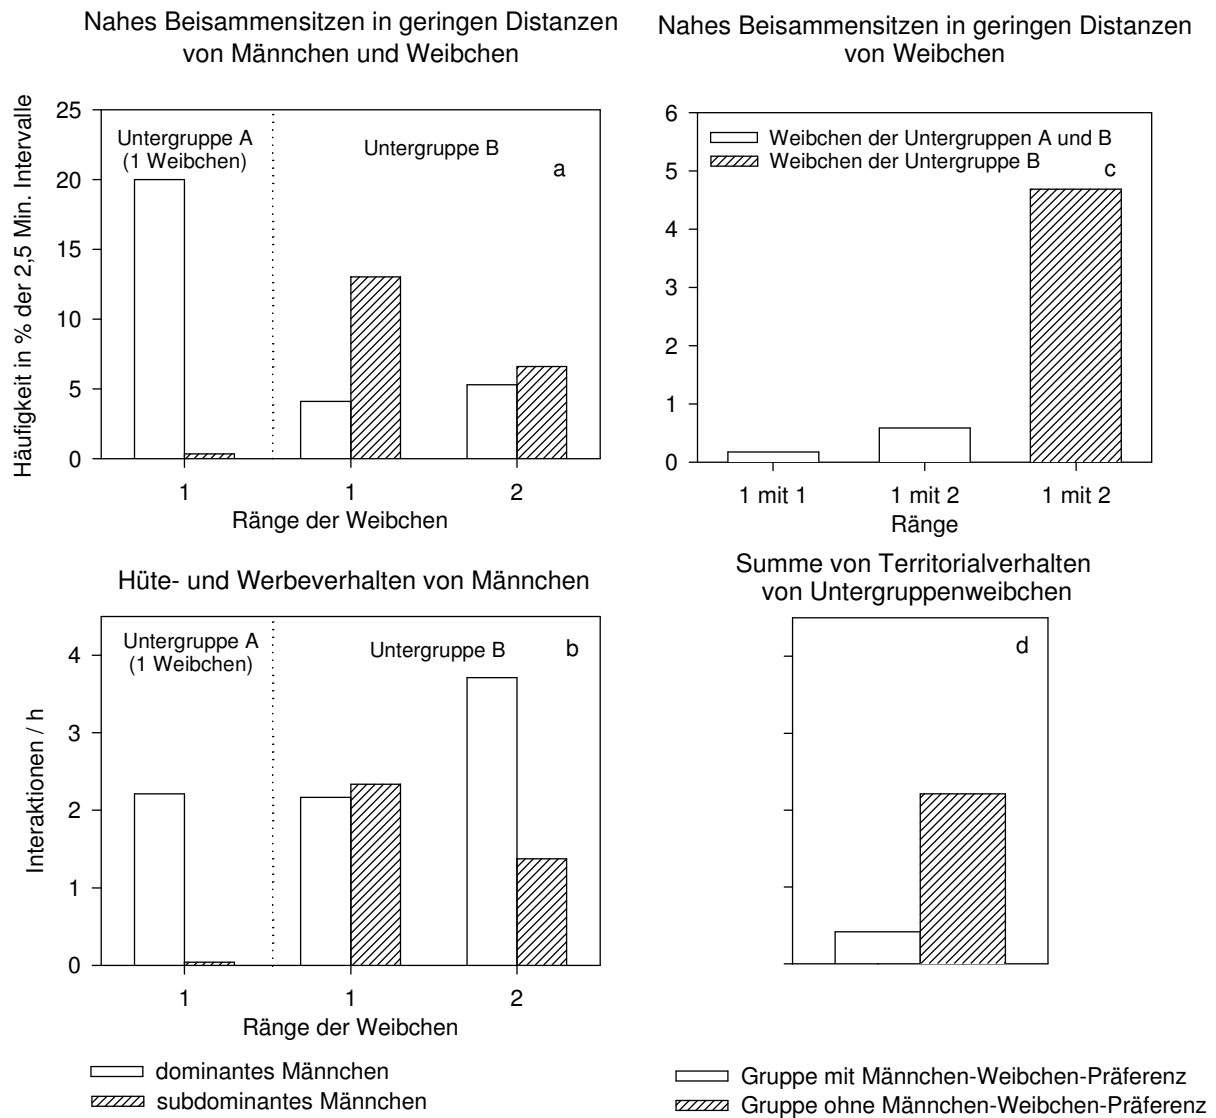 Nahes Beisammensitzen in geringen Distanzen
von Männchen und Weibchen
Häufigkeit in % der 2,5 Min. Intervalle
25
20
15
10
5
0
Untergruppe A
(1 Weibchen)
Untergruppe B
a
1
1
2
Ränge der Weibchen
Nahes Beisammensitzen in geringen Distanzen
von Weibchen
6
5
4
3
2
1
0
Weibchen der Untergruppen A und B
Weibchen der Untergruppe B
c
1 mit 1
1 mit 2
1 mit 2
Ränge
Hüte- und Werbeverhalten von Männchen
Interaktionen / h
4
3
2
1
0
Untergruppe A
(1 Weibchen)
Untergruppe B
b
1
1
2
Ränge der Weibchen
dominantes Männchen
subdominantes Männchen
Summe von Territorialverhalten
von Untergruppenweibchen
d
Gruppe mit Männchen-Weibchen-Präferenz
Gruppe ohne Männchen-Weibchen-Präferenz